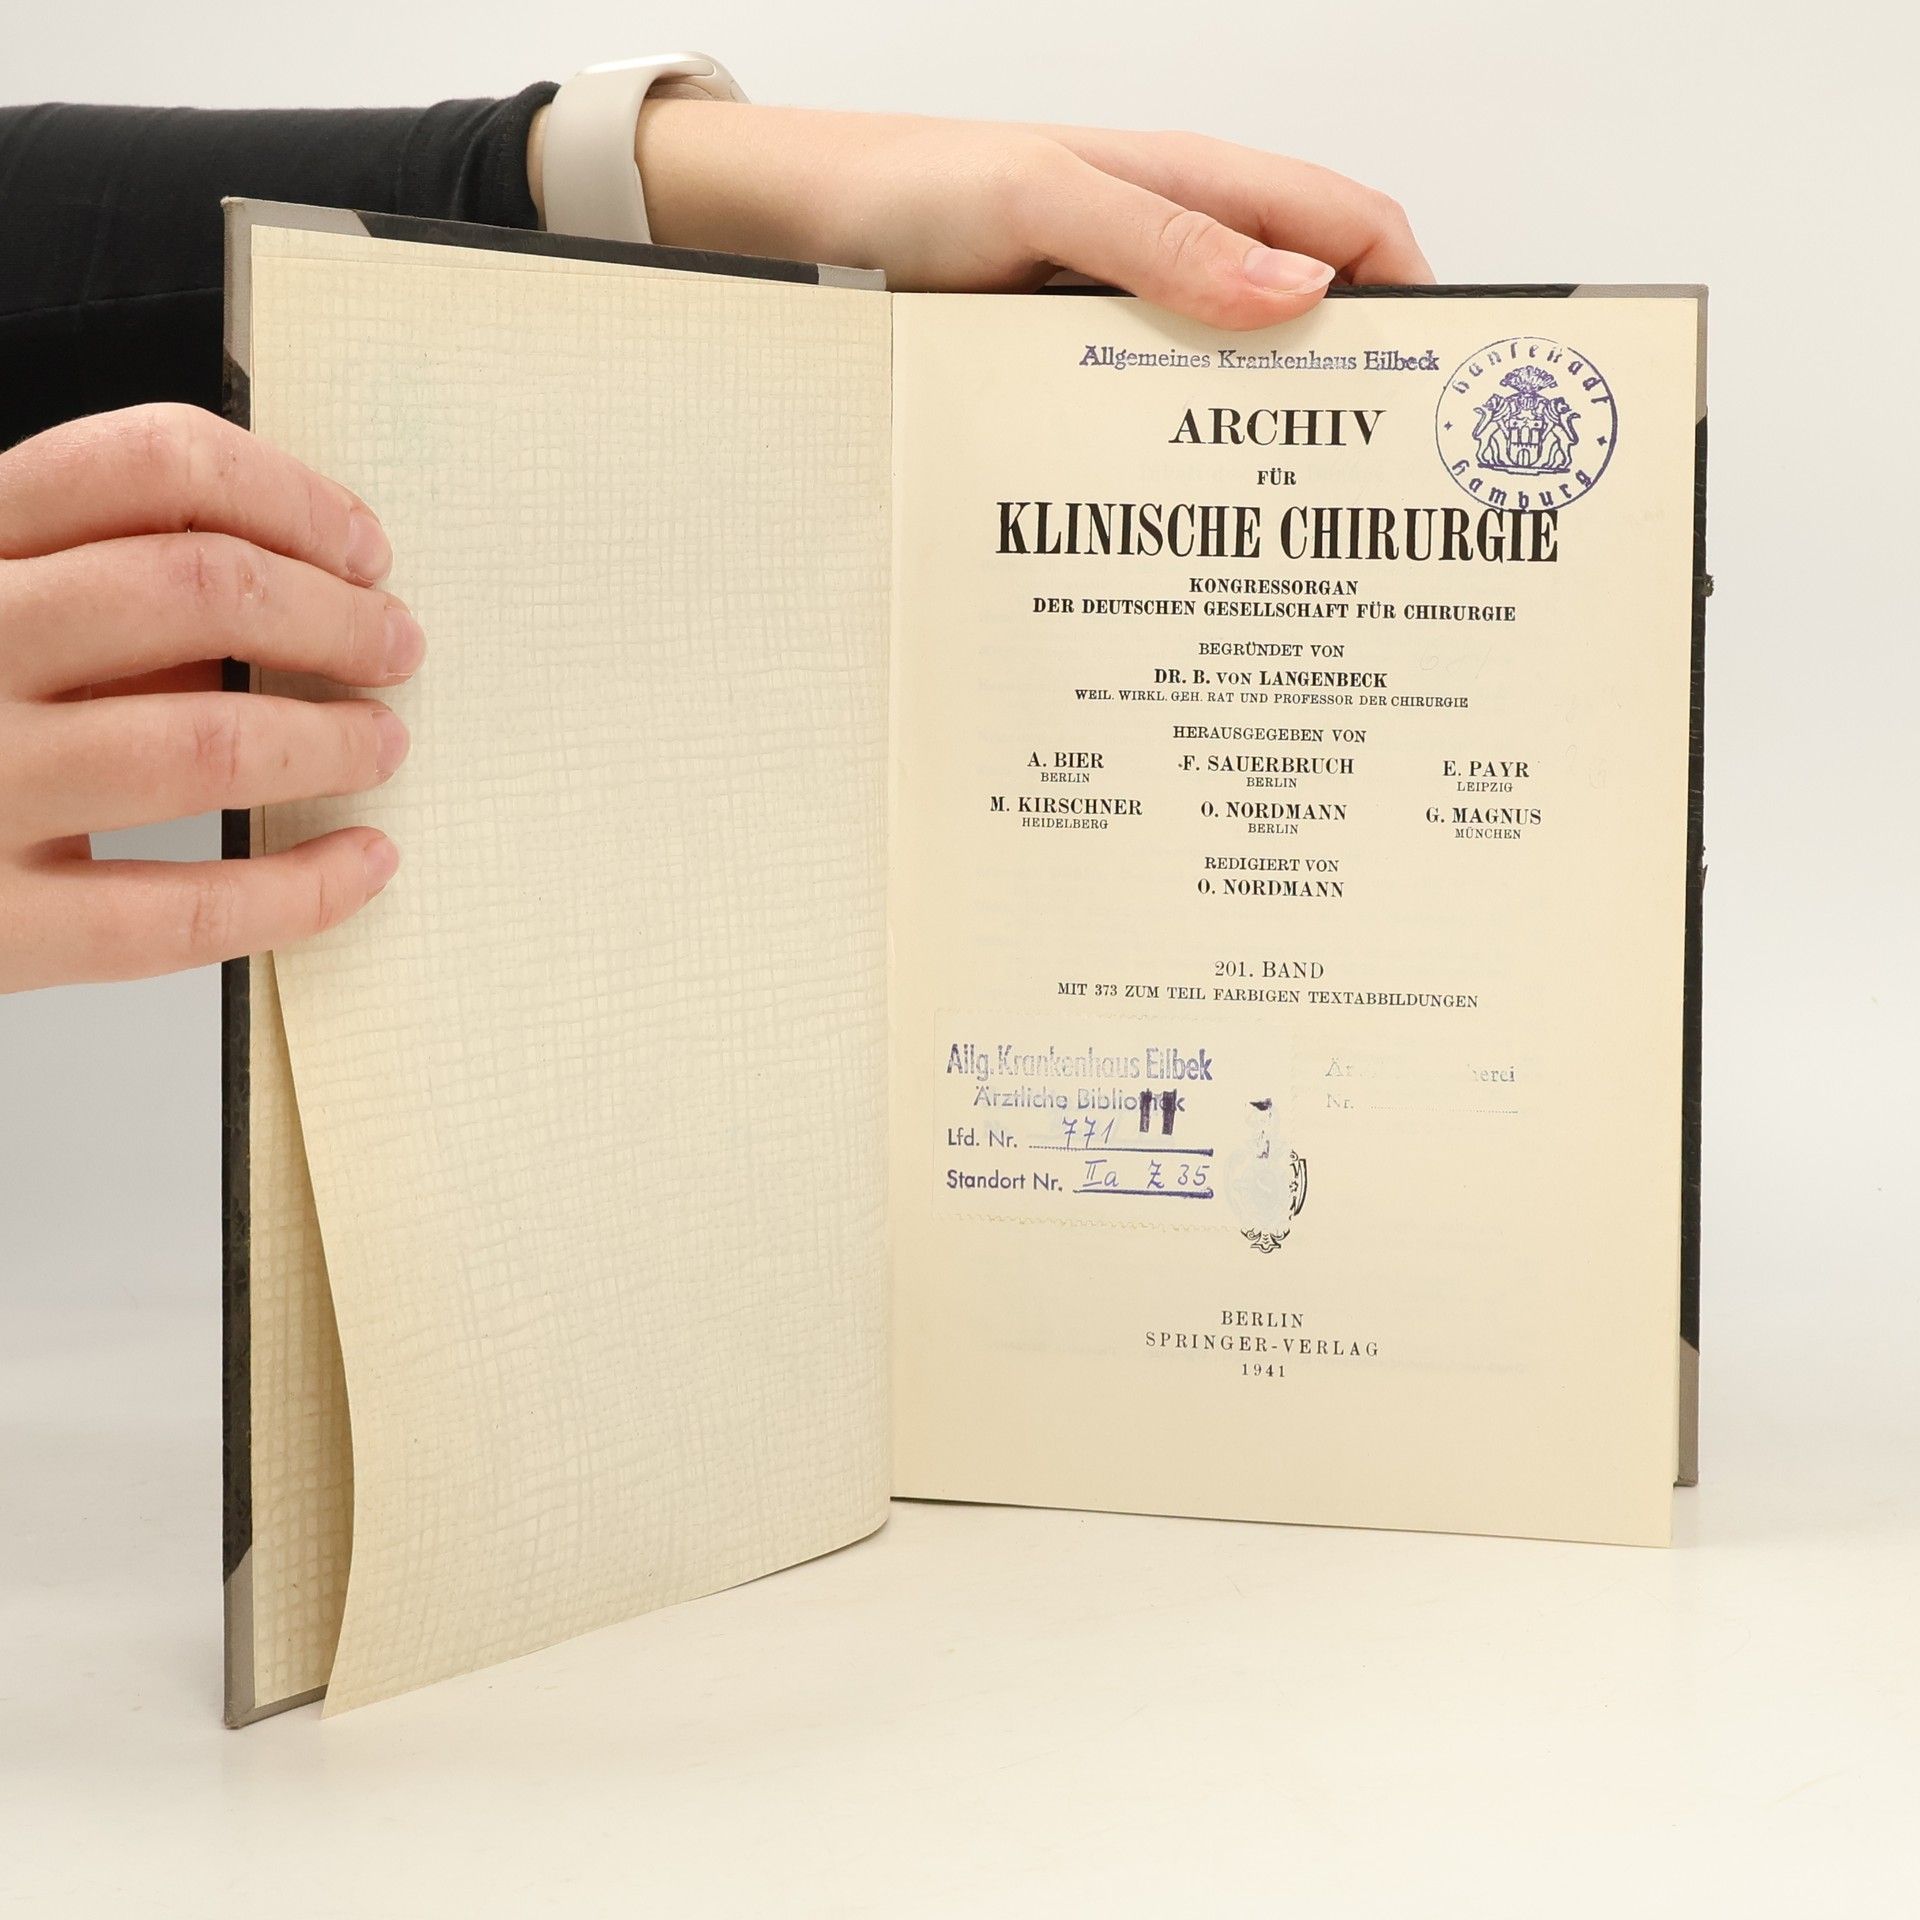 Allgemeines Krankenhaus Eilbeck
Hansestadt Hamburg
ARCHIV
FÜR
KLINISCHE CHIRURGIE
KONGRESSORGAN
DER DEUTSCHEN GESELLSCHAFT FÜR CHIRURGIE
BEGRÜNDET VON
DR. B. VON LANGENBECK
WEIL. WIRKL. GEH. RAT UND PROFESSOR DER CHIRURGIE
HERAUSGEGEBEN VON
A. BIER F. SAUERBRUCH E. PAYR
BERLIN BERLIN LEIPZIG
M. KIRSCHNER O. NORDMANN G. MAGNUS
HEIDELBERG BERLIN MÜNCHEN
REDIGIERT VON
O. NORDMANN
201. BAND
MIT 373 ZUM TEIL FARBIGEN TEXTABBILDUNGEN
Allg. Krankenhaus Eilbek
Ärztliche Bibliothek
Lfd. Nr. 771
Standort Nr. IIa Z 35
Nr.
BERLIN
SPRINGER-VERLAG
1941